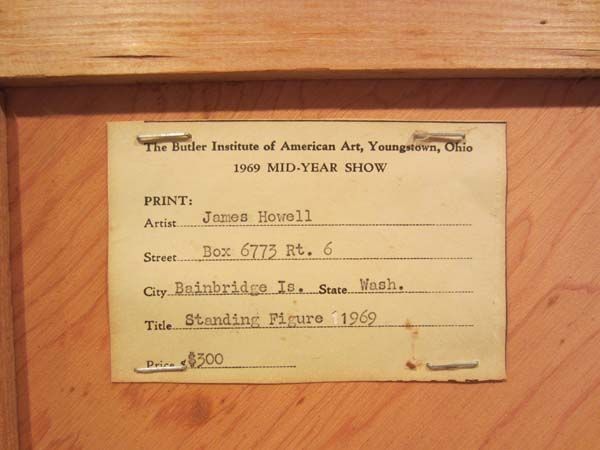 The Butler Institute of American Art, Youngstown, Ohio
1969 MID-YEAR SHOW
PRINT:
Artist James Howell
Street Box 6773 Rt. 6
City Bainbridge Is. State Wash.
Title Standing Figure 1969
Price $300